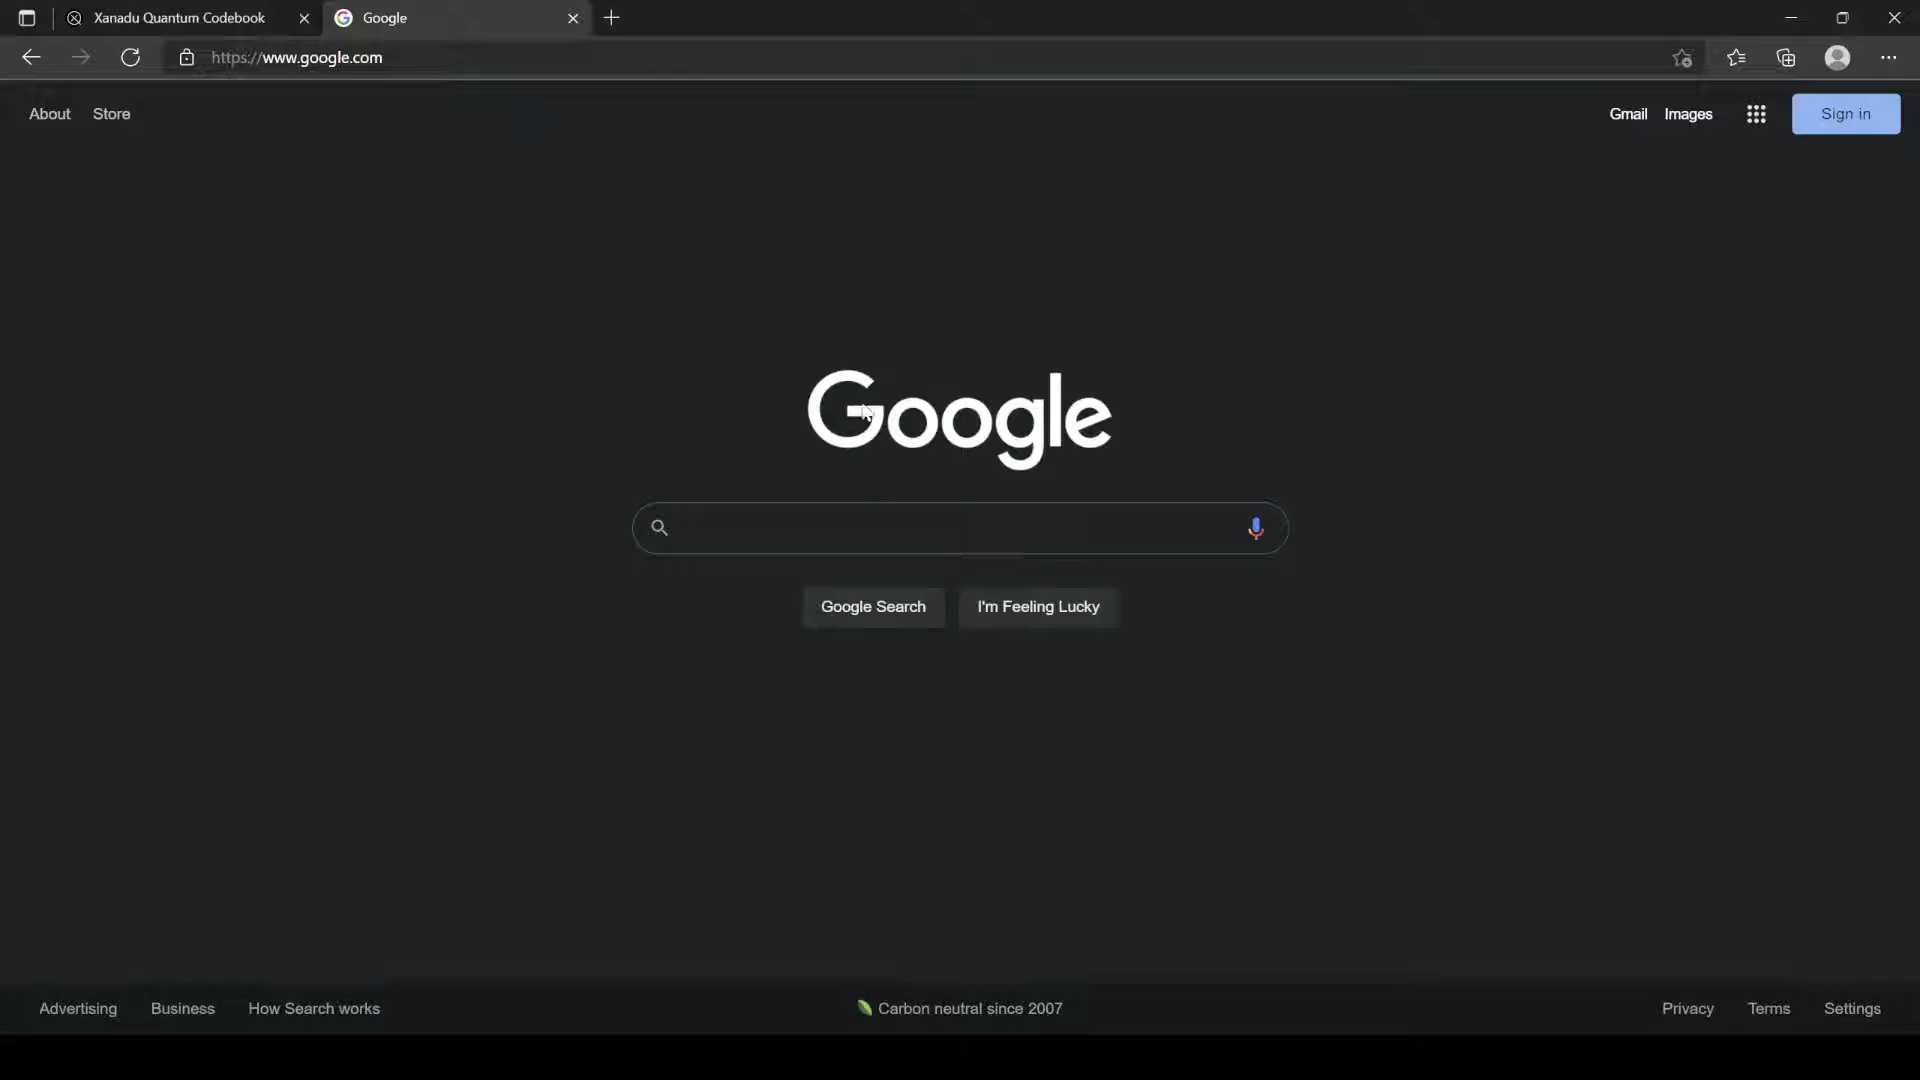 Xanadu Quantum Codebook
Google
https://www.google.com
About Store
Gmail Images Sign in
Google
Google Search I'm Feeling Lucky
Advertising Business How Search works
Carbon neutral since 2007
Privacy Terms Settings